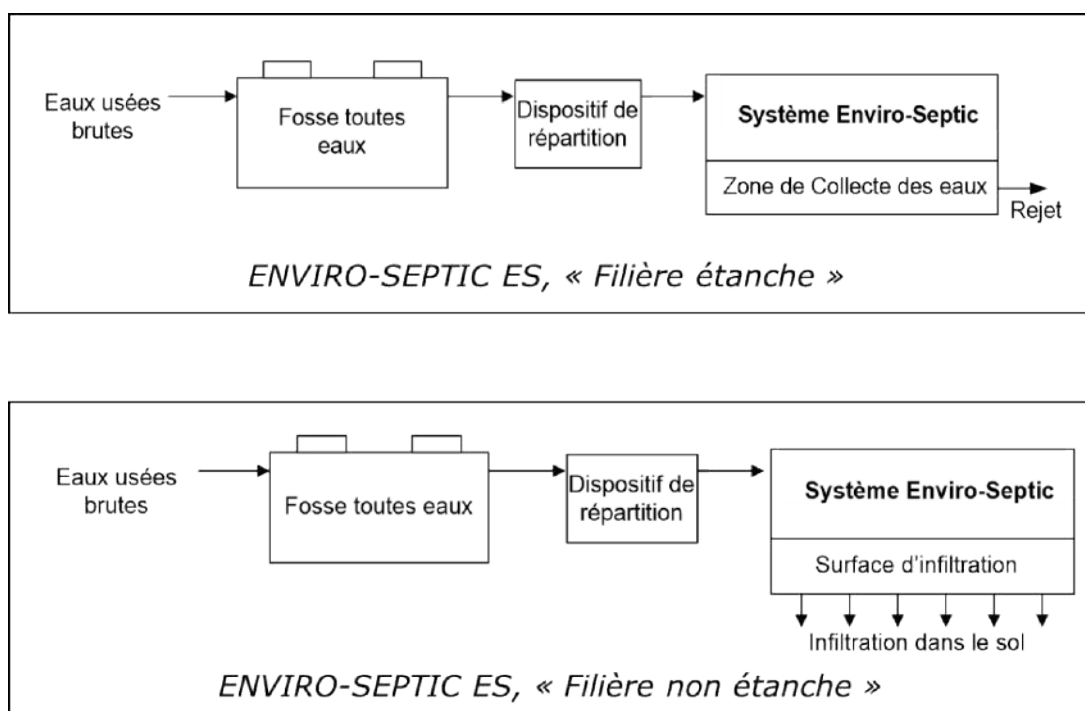 Eaux usées
brutes
Fosse toutes
eaux
Dispositif de
répartition
Système Enviro-Septic
Zone de Collecte des eaux
Rejet
ENVIRO-SEPTIC ES, « Filière étanche »
Eaux usées
brutes
Fosse toutes eaux
Dispositif de
répartition
Système Enviro-Septic
Surface d'infiltration
Infiltration dans le sol
ENVIRO-SEPTIC ES, « Filière non étanche »